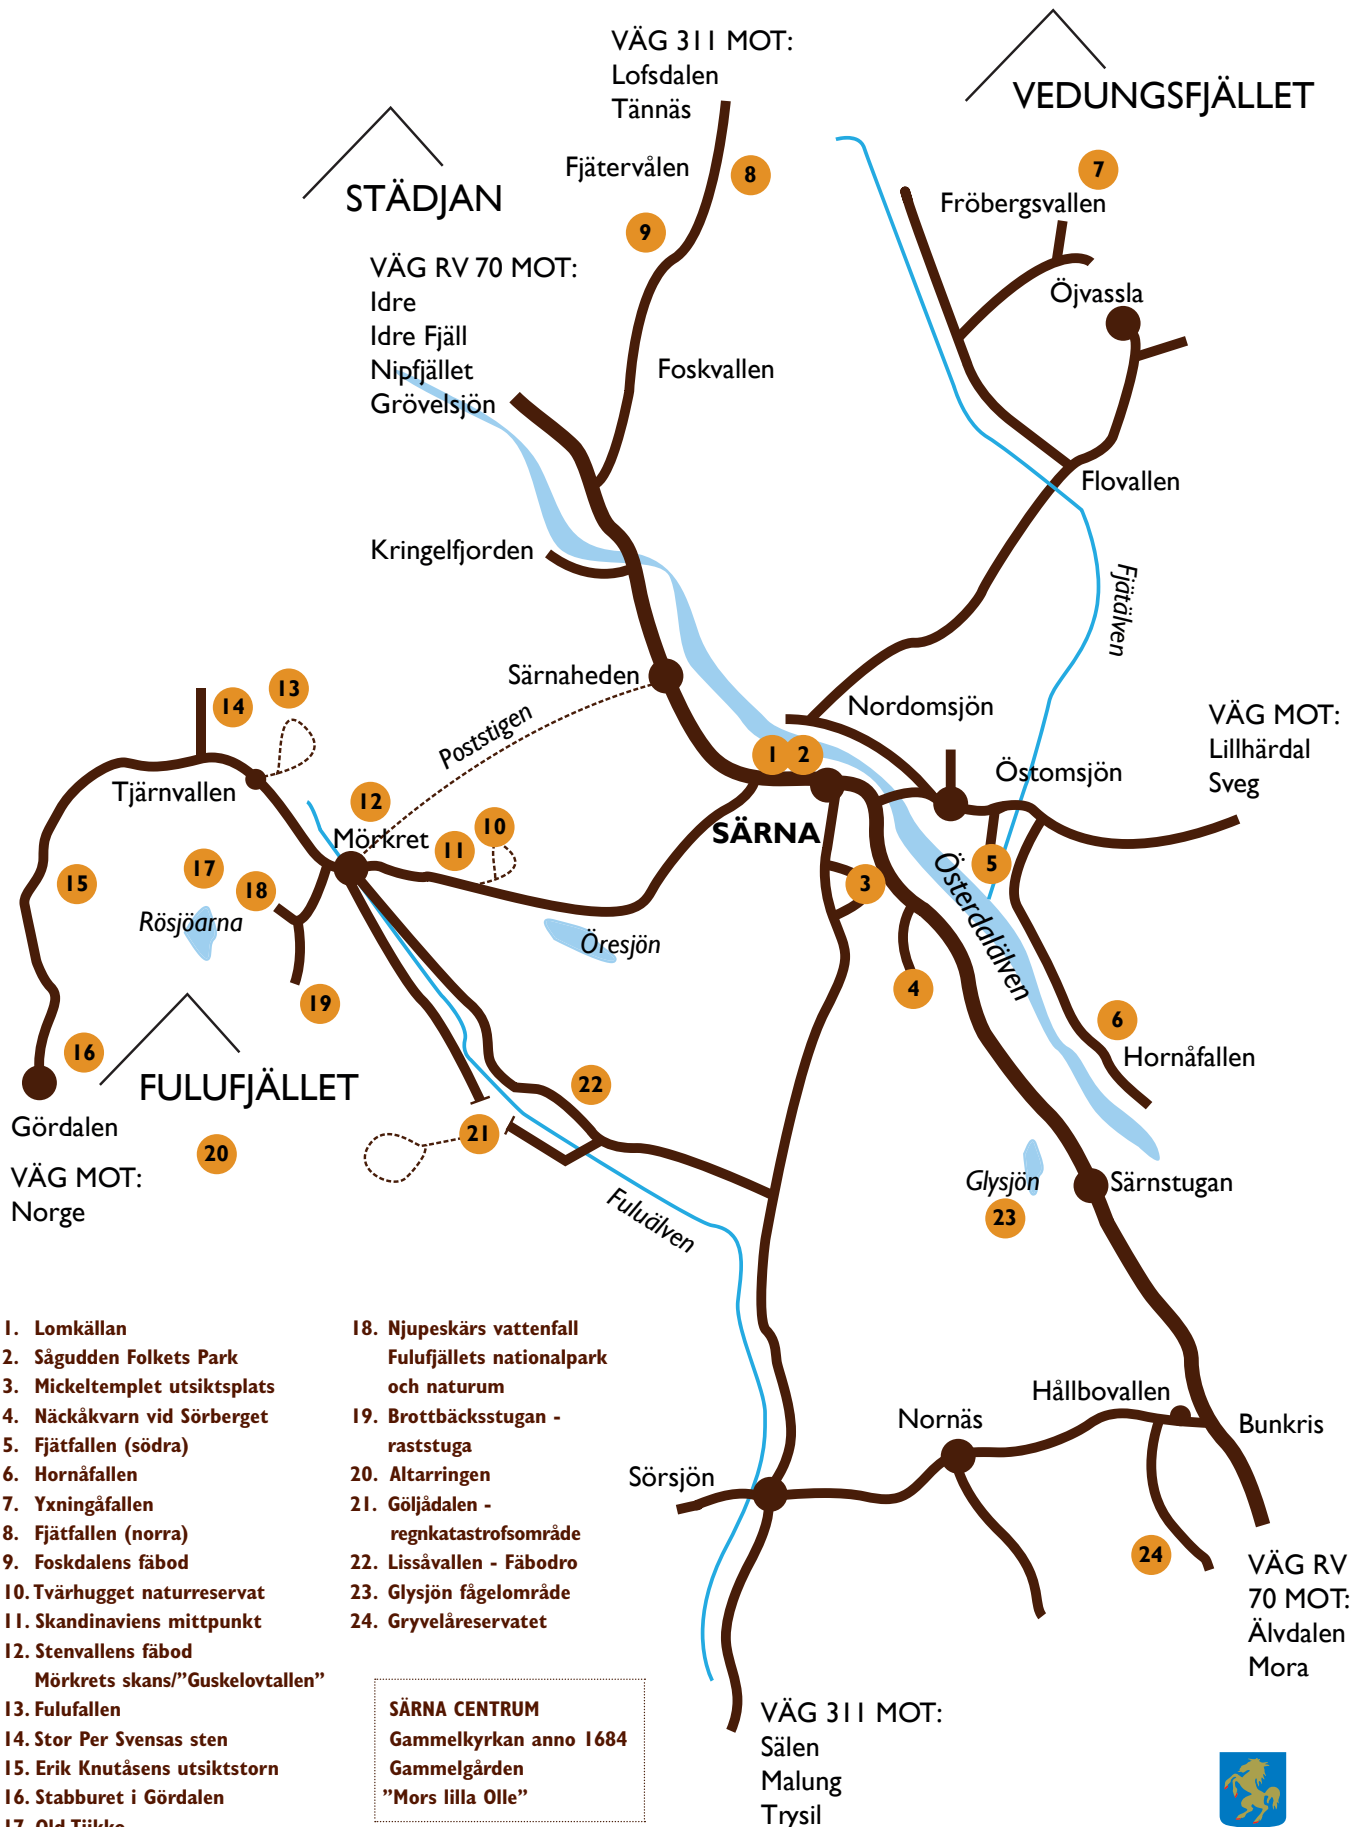 VÄG 311 MOT:
Lofsdalen
Tännäs
VEDUNGSFJÄLLET
Fjätervålen
8
7
STÄDJAN
Fröbergsvallen
9
VÄG RV 70 MOT:
Idre
Idre Fjäll
Nipfjället
Grövelsjön
Öjvassla
Foskvallen
Flovallen
Kringelfjorden
Fjätälven
Särnaheden
13
14
Poststigen
Nordomsjön
VÄG MOT:
Lillhärdal
Sveg
1
2
Östomsjön
Tjärnvallen
12
Mörkret
11
10
SÄRNA
17
15
18
5
3
Österdalälven
Rösjöarna
Öresjön
19
4
6
16
Hornåfallen
FULUFJÄLLET
22
Gördalen
21
20
VÄG MOT:
Norge
Glysjön
23
Särnstugan
Fuluälven
Hållbovallen
Nornäs
Bunkris
Sörsjön
24
VÄG RV
70 MOT:
Älvdalen
Mora
VÄG 311 MOT:
Sälen
Malung
Trysil
1. Lomkällan
2. Sågudden Folkets Park
3. Mickeltemplet utsiktsplats
4. Näckåkvarn vid Sörberget
5. Fjätfallen (södra)
6. Hornåfallen
7. Yxningåfallen
8. Fjätfallen (norra)
9. Foskdalens fäbod
10. Tvärhugget naturreservat
11. Skandinaviens mittpunkt
12. Stenvallens fäbod
Mörkrets skans/”Guskelovtallen”
13. Fulufallen
14. Stor Per Svensas sten
15. Erik Knutåsens utsiktstorn
16. Stabburet i Gördalen
17. Old Tjikko
18. Njupeskärs vattenfall
Fulufjällets nationalpark
och naturum
19. Brottbäcksstugan -
raststuga
20. Altarringen
21. Göljådalen -
regnkatastrofsområde
22. Lissåvallen - Fäbodro
23. Glysjön fågelområde
24. Gryvelåreservatet
SÄRNA CENTRUM
Gammelkyrkan anno 1684
Gammelgården
”Mors lilla Olle”